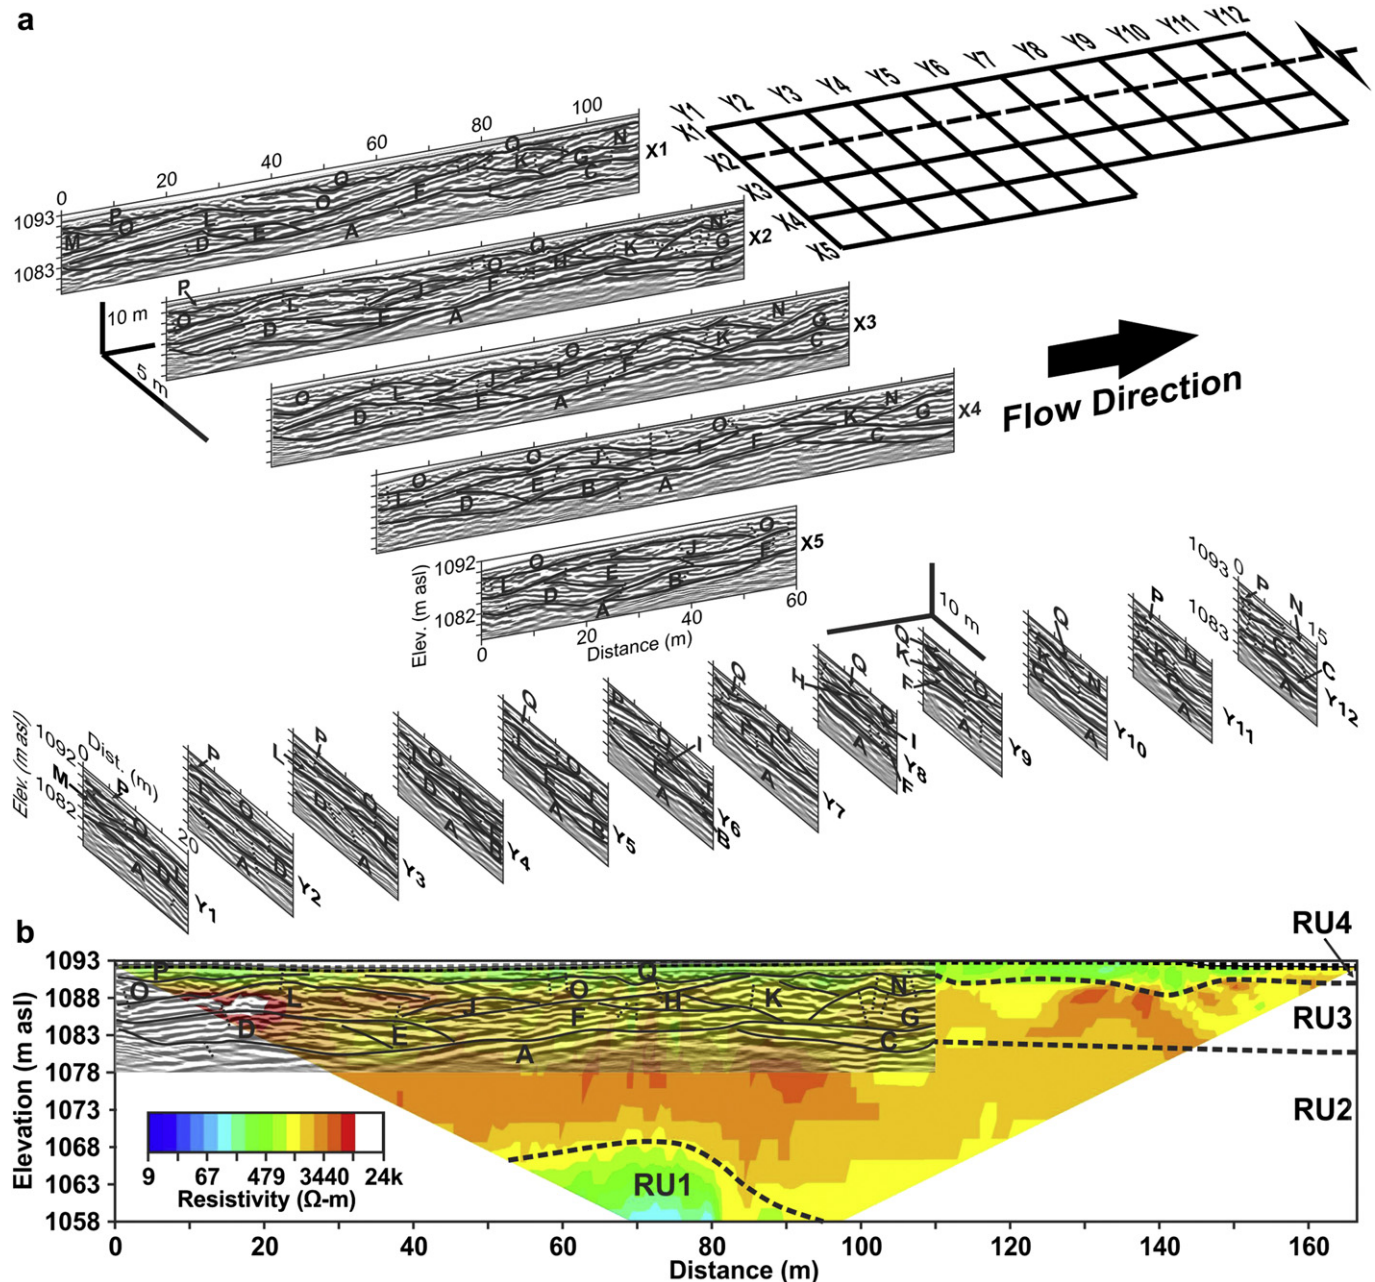 a
Y1 Y2 Y3 Y4 Y5 Y6 Y7 Y8 Y9 Y10 Y11 Y12
X1
X2
X3
X4
X5
0 20 40 60 80 100
1093
1083
M P O L D E O O A F Q K G C N
X1
P O D L E J A Q O F H K N G C
X2
10 m
5 m
O D L E J A O F K N G C
X3
Flow Direction
L O D E O B J A I O F K N G C
X4
Elev. (m asl)
1092
1082
L O D E A B J O F
X5
0 20 40 60
Distance (m)
10 m
1093
1083
0
15
P N C A
Y12
P K N A
Y11
Q K N A
Y10
Q K F O A
Y9
H Q I A F
Y8
Q A
Y7
I A B
Y6
Q A
Y5
O D A
Y4
P L D O A
Y3
P O A D
Y2
Elev. (m asl)
1092
1082
0
Dist. (m)
20
M P O A D
Y1
b
Elevation (m asl)
1093
1088
1083
1078
1073
1068
1063
1058
P O L D E J A O F Q H K N G C
RU4
RU3
RU2
RU1
9 67 479 3440 24k
Resistivity (Ω-m)
0 20 40 60 80 100 120 140 160
Distance (m)